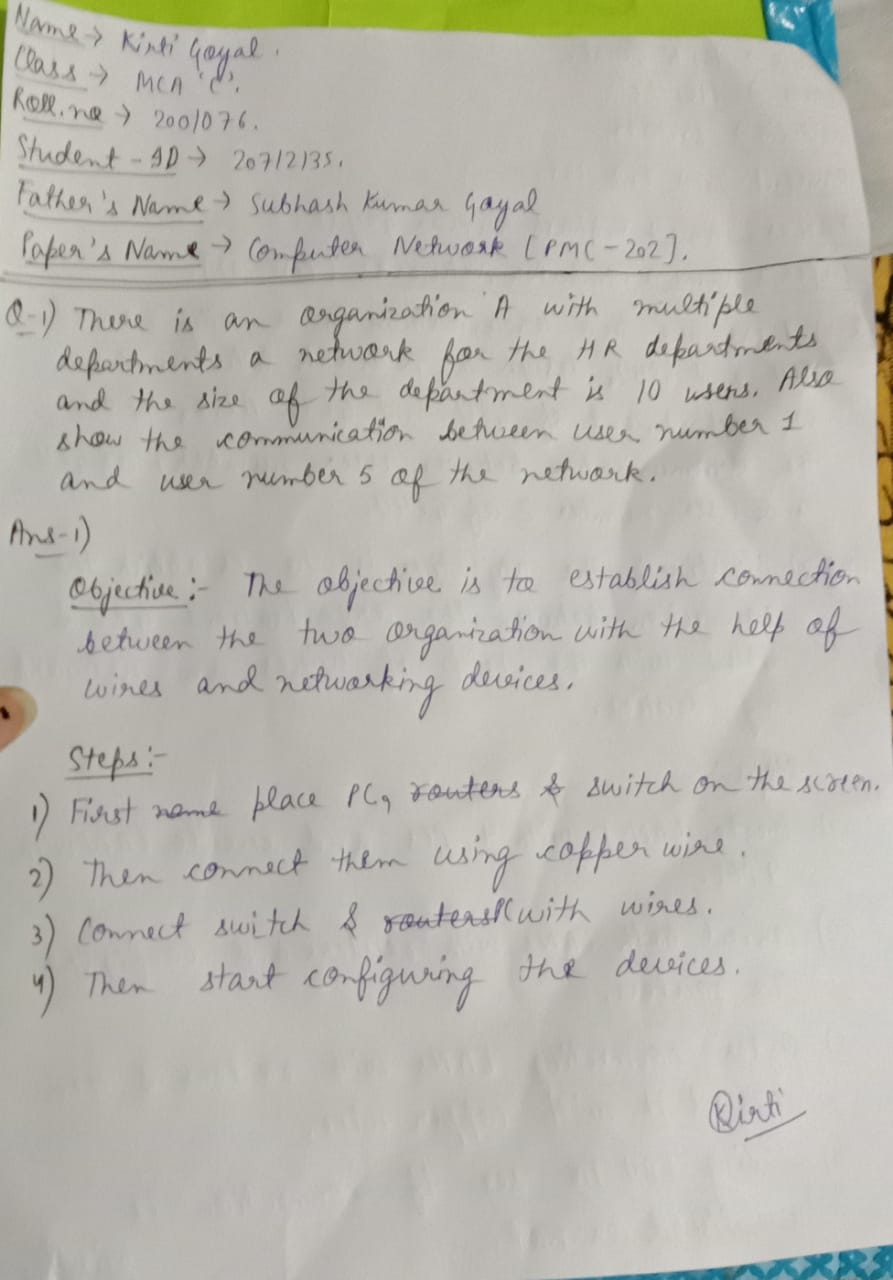 Name → Kirti Goyal.
Class → MCA 'C'.
Roll.no → 2001076.
Student-ID → 20712135.
Father's Name → Subhash Kumar Goyal
Paper's Name → Computer Network [PMC-202].
Q-1) There is an organization A with multiple
departments a network for the HR departments
and the size of the department is 10 users. Also
show the communication between user number 1
and user number 5 of the network.
Ans-1)
Objective :- The objective is to establish connection
between the two organization with the help of
wires and networking devices.
Steps:-
1) First name place PC, routers & switch on the screen.
2) Then connect them using copper wire.
3) Connect switch & routers with wires.
4) Then start configuring the devices.
Kirti